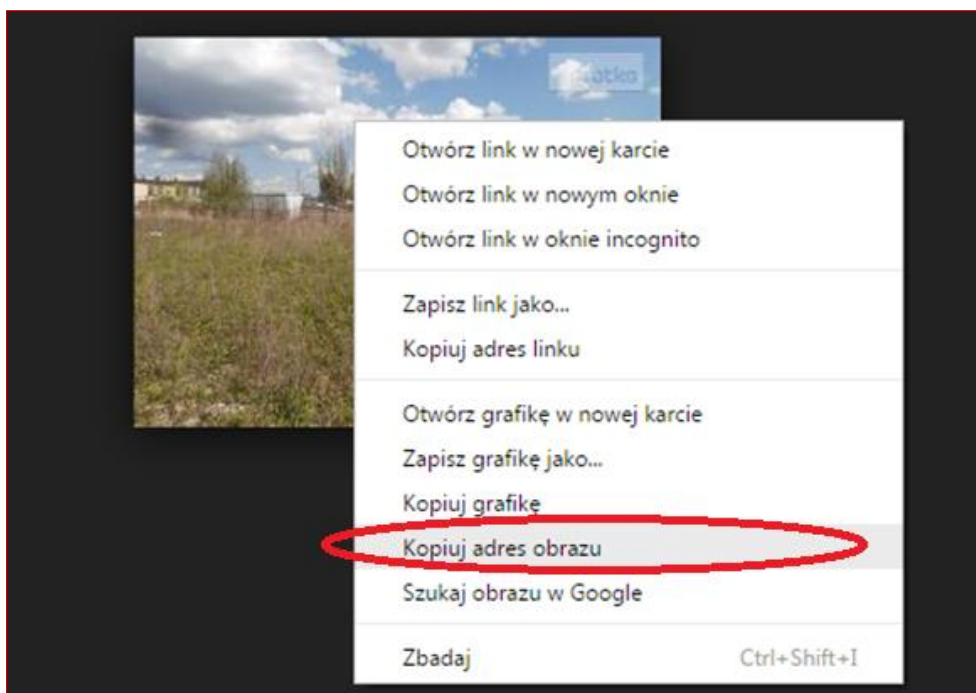 Otwórz link w nowej karcie
Otwórz link w nowym oknie
Otwórz link w oknie incognito
Zapisz link jako...
Kopiuj adres linku
Otwórz grafikę w nowej karcie
Zapisz grafikę jako...
Kopiuj grafikę
Kopiuj adres obrazu
Szukaj obrazu w Google
Zbadaj Ctrl+Shift+I